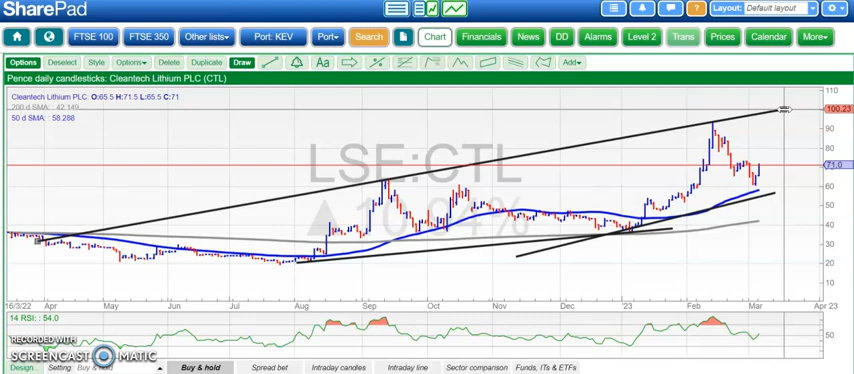 SharePad
Layout: Default layout
FTSE 100 FTSE 350 Other lists Port: KEV Port Search Chart Financials News DD Alarms Level 2 Trans Prices Calendar More
Options Deselect Style Options Delete Duplicate Draw Aa Add
Pence daily candlesticks: Cleantech Lithium PLC (CTL)
Cleantech Lithium PLC: O:65.5 H:71.5 L:65.5 C:71
200 d SMA: 42.149
50 d SMA: 58.288
LSE:CTL
10.94%
110
100.23
90
80
71.0
60
50
40
30
20
10
16/3/22 Apr May Jun Jul Aug Sep Oct Nov Dec '23 Feb Mar Apr 23
14 RSI: 54.0
50
RECORDED WITH
SCREENCAST MATIC
Design... Setting: Buy & hold Buy & hold Spread bet Intraday candles Intraday line Sector comparison Funds, ITs & ETFs